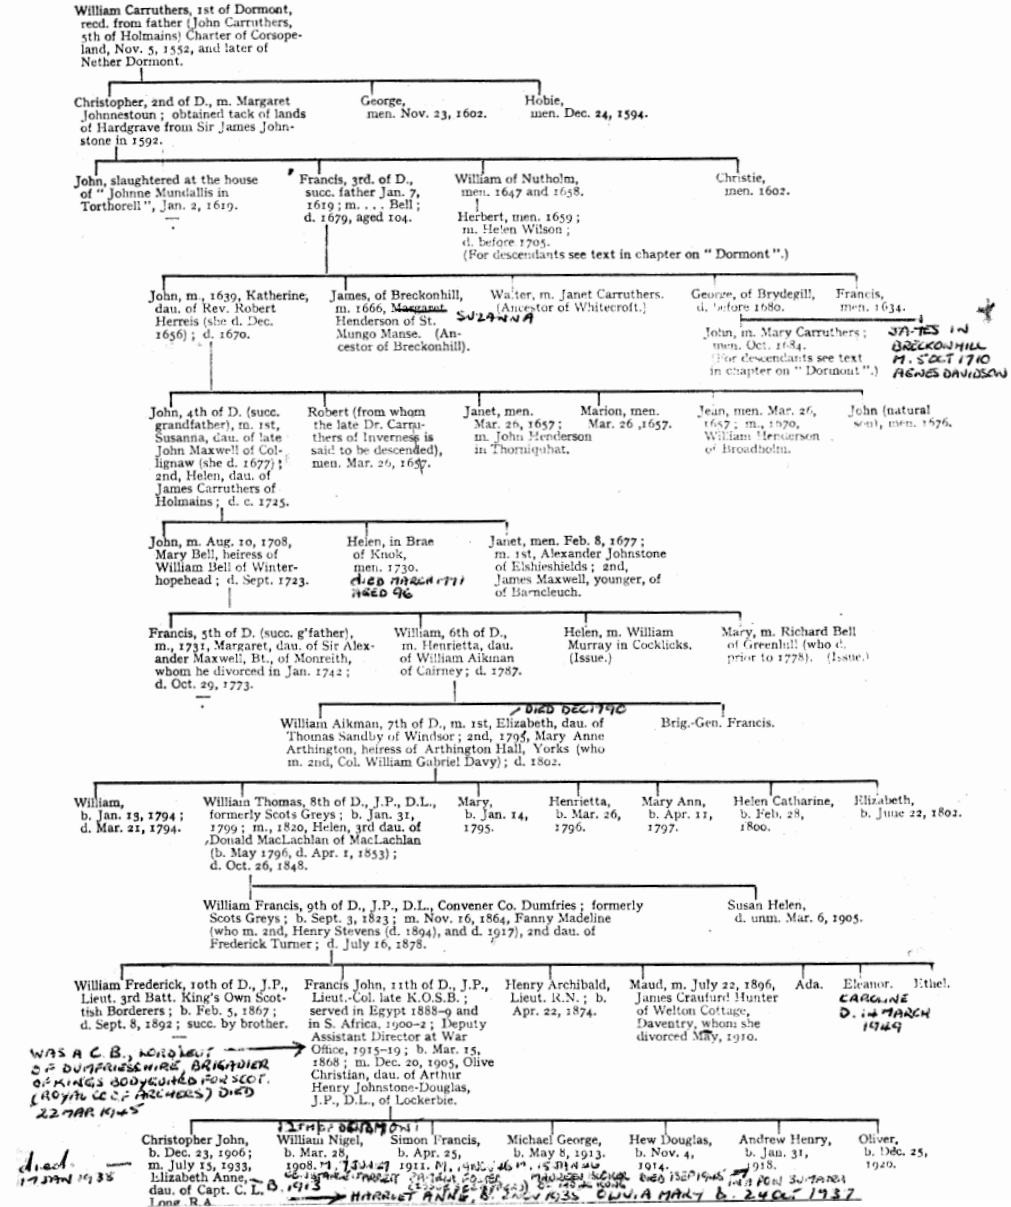 William Carruthers, 1st of Dormont,
recd. from father (John Carruthers,
5th of Holmains) Charter of Corsope-
land, Nov. 5, 1552, and later of
Nether Dormont.
Christopher, 2nd of D., m. Margaret
Johnnestoun ; obtained tack of lands
of Hardgrave from Sir James John-
stone in 1592.
George,
men. Nov. 23, 1602.
Hobie,
men. Dec. 24, 1594.
John, slaughtered at the house
of " Johnne Mundallis in
Torthorell ", Jan. 2, 1619.
Francis, 3rd. of D.,
succ. father Jan. 7,
1619 ; m. . . . Bell ;
d. 1679, aged 104.
William of Nutholm,
men. 1647 and 1658.
Herbert, men. 1659 ;
m. Helen Wilson ;
d. before 1705.
(For descendants see text in chapter on " Dormont ".)
Christie,
men. 1602.
John, m., 1639, Katherine,
dau. of Rev. Robert
Herreis (she d. Dec.
1656) ; d. 1670.
James, of Breckonhill,
m. 1666, Margaret SUZANNA
Henderson of St.
Mungo Manse. (An-
cestor of Breckonhill).
Walter, m. Janet Carruthers.
(Ancestor of Whitecroft.)
George, of Brydegill,
d. before 1680.
John, m. Mary Carruthers ;
men. Oct. 1684.
(For descendants see text
in chapter on " Dormont ".)
Francis,
men. 1634.
JAMES IN
BRECKONHILL
M. 5 OCT 1710
AGNES DAVIDSON
John, 4th of D. (succ.
grandfather), m. 1st,
Susanna, dau. of late
John Maxwell of Col-
lignaw (she d. 1677) ;
2nd, Helen, dau. of
James Carruthers of
Holmains ; d. c. 1725.
Robert (from whom
the late Dr. Carru-
thers of Inverness is
said to be descended),
men. Mar. 26, 1657.
Janet, men.
Mar. 26, 1657 ;
m. John Henderson
in Thorniquhat.
Marion, men.
Mar. 26 ,1657.
Jean, men. Mar. 26,
1657 ; m., 1670,
William Henderson
of Broadholm.
John (natural
son), men. 1676.
John, m. Aug. 10, 1708,
Mary Bell, heiress of
William Bell of Winter-
hopehead ; d. Sept. 1723.
Helen, in Brae
of Knok,
men. 1730.
DIED MARCH 1771
AGED 96
Janet, men. Feb. 8, 1677 ;
m. 1st, Alexander Johnstone
of Elshieshields ; 2nd,
James Maxwell, younger, of
of Barncleuch.
Francis, 5th of D. (succ. g'father),
m., 1731, Margaret, dau. of Sir Alex-
ander Maxwell, Bt., of Monreith,
whom he divorced in Jan. 1742 ;
d. Oct. 29, 1773.
William, 6th of D.,
m. Henrietta, dau.
of William Aikman
of Cairney ; d. 1787.
Helen, m. William
Murray in Cocklicks.
(Issue.)
Mary, m. Richard Bell
of Greenhill (who d.
prior to 1778). (Issue.)
DIED DEC 1790
William Aikman, 7th of D., m. 1st, Elizabeth, dau. of
Thomas Sandby of Windsor ; 2nd, 1795, Mary Anne
Arthington, heiress of Arthington Hall, Yorks (who
m. 2nd, Col. William Gabriel Davy) ; d. 1802.
Brig.-Gen. Francis.
William,
b. Jan. 13, 1794 ;
d. Mar. 21, 1794.
William Thomas, 8th of D., J.P., D.L.,
formerly Scots Greys ; b. Jan. 31,
1799 ; m., 1820, Helen, 3rd dau. of
Donald MacLachlan of MacLachlan
(b. May 1796, d. Apr. 1, 1853) ;
d. Oct. 26, 1848.
Mary,
b. Jan. 14,
1795.
Henrietta,
b. Mar. 26,
1796.
Mary Ann,
b. Apr. 11,
1797.
Helen Catharine,
b. Feb. 28,
1800.
Elizabeth,
b. June 22, 1802.
William Francis, 9th of D., J.P., D.L., Convener Co. Dumfries ; formerly
Scots Greys ; b. Sept. 3, 1823 ; m. Nov. 16, 1864, Fanny Madeline
(who m. 2nd, Henry Stevens (d. 1894), and d. 1917), 2nd dau. of
Frederick Turner ; d. July 16, 1878.
Susan Helen,
d. unm. Mar. 6, 1905.
William Frederick, 10th of D., J.P.,
Lieut. 3rd Batt. King's Own Scot-
tish Borderers ; b. Feb. 5, 1867 ;
d. Sept. 8, 1892 ; succ. by brother.
Francis John, 11th of D., J.P.,
Lieut.-Col. late K.O.S.B. ;
served in Egypt 1888-9 and
in S. Africa, 1900-2 ; Deputy
Assistant Director at War
Office, 1915-19 ; b. Mar. 15,
1868 ; m. Dec. 20, 1905, Olive
Christian, dau. of Arthur
Henry Johnstone-Douglas,
J.P., D.L., of Lockerbie.
Henry Archibald,
Lieut. R.N. ; b.
Apr. 22, 1874.
Maud, m. July 22, 1896,
James Craufurd Hunter
of Welton Cottage,
Daventry, whom she
divorced May, 1910.
Ada.
Eleanor.
CAROLINE
D. 14 MARCH
1949
Ethel.
WAS A C.B., LORD LEUT
OF DUMFRIESSHIRE, BRIGADIER
OF KINGS BODYGUARD FOR SCOT.
(ROYAL CO OF ARCHERS) DIED
22 MAR 1945
12TH OF DORMONT
Christopher John,
b. Dec. 23, 1906 ;
m. July 15, 1933,
Elizabeth Anne,
dau. of Capt. C. L.
Long, R.A.
died
17 JAN 1935
B. 1913
William Nigel,
b. Mar. 28,
1908.
Simon Francis,
b. Apr. 25,
1911.
Michael George,
b. May 8, 1913.
Hew Douglas,
b. Nov. 4,
1914.
Andrew Henry,
b. Jan. 31,
1918.
IN SUMATRA
Oliver,
b. Dec. 25,
1920.
HARRIET ANNE, B. 2 NOV 1935 OLIVIA MARY B. 24 OCT 1937